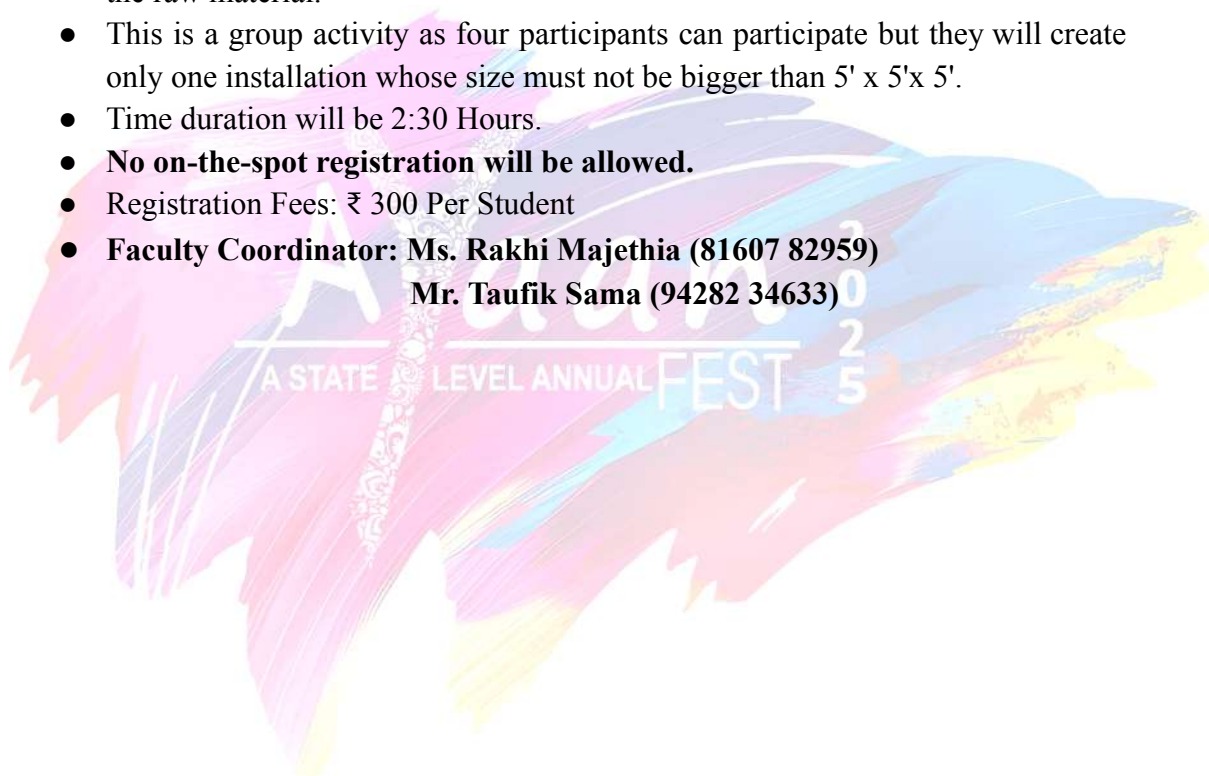 the raw material.
● This is a group activity as four participants can participate but they will create
only one installation whose size must not be bigger than 5' x 5'x 5'.
● Time duration will be 2:30 Hours.
● No on-the-spot registration will be allowed.
● Registration Fees: ₹ 300 Per Student
● Faculty Coordinator: Ms. Rakhi Majethia (81607 82959)
Mr. Taufik Sama (94282 34633)
2025
A STATE LEVEL ANNUAL FEST